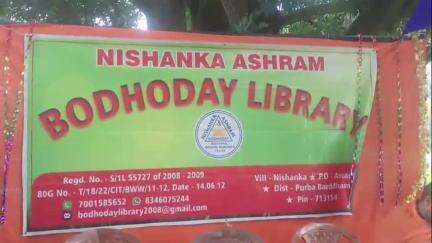 NISHANKA ASHRAM
BODHODAY LIBRARY
Regd. No. - S/1L 55727 of 2008 - 2009
80G No. - T/18/22/CIT/BWW/11-12, Date - 14.06.12
7001585652 8346075244
bodhodaylibrary2008@gmail.com
Vill - Nishanka ★ P.O - Ausara
★ Dist - Purba Barddhaman
★ Pin -